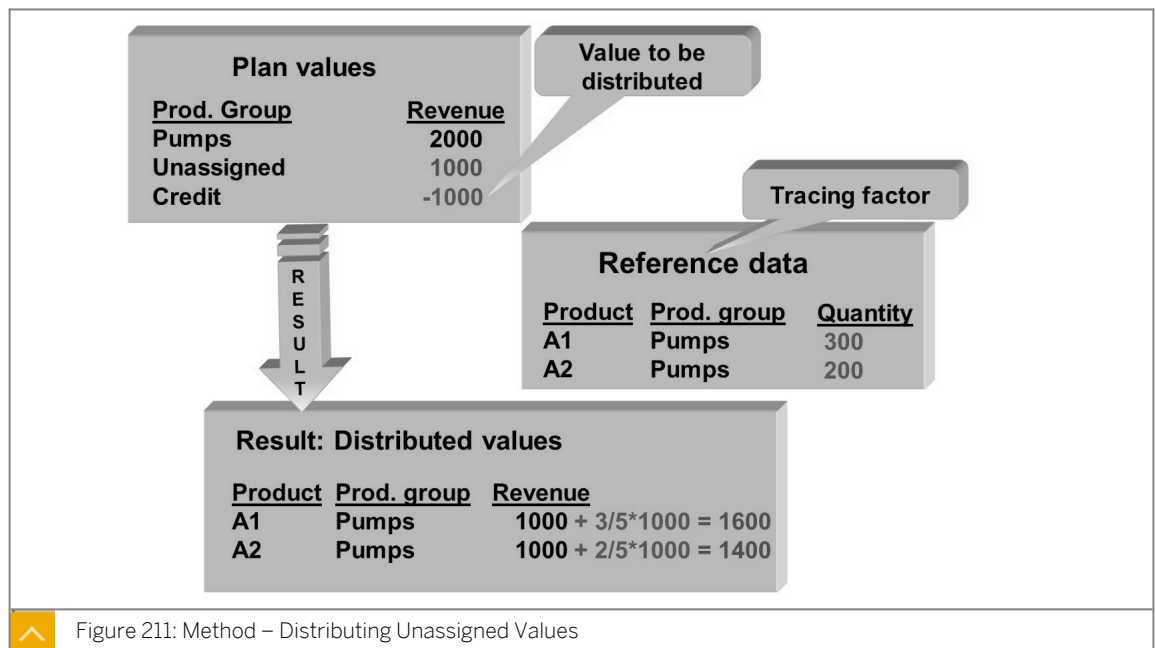 Plan values
Value to be
distributed
Prod. Group Revenue
Pumps 2000
Unassigned 1000
Credit -1000
Tracing factor
Reference data
Product Prod. group Quantity
A1 Pumps 300
A2 Pumps 200
R
E
S
U
L
T
Result: Distributed values
Product Prod. group Revenue
A1 Pumps 1000 + 3/5*1000 = 1600
A2 Pumps 1000 + 2/5*1000 = 1400
Figure 211: Method – Distributing Unassigned Values